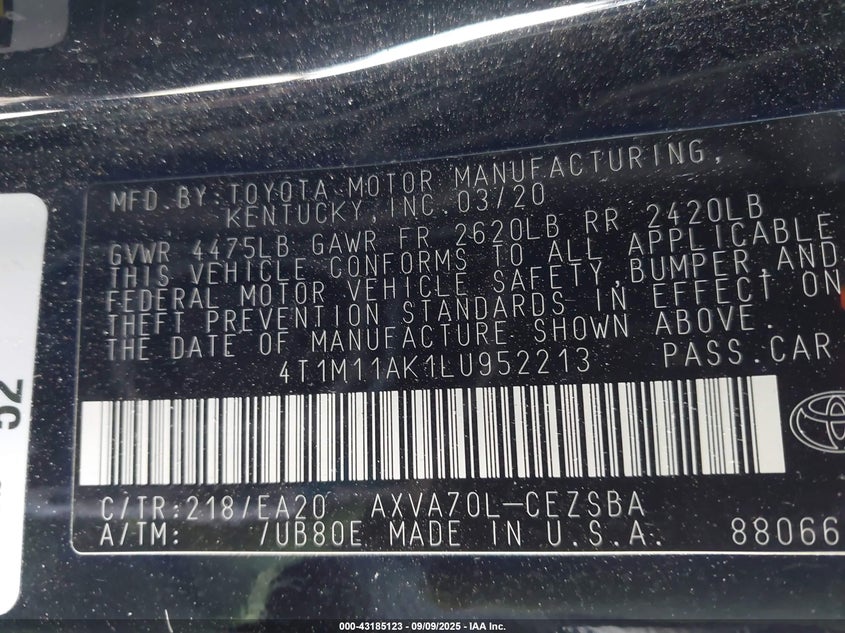 MFD. BY: TOYOTA MOTOR MANUFACTURING,
KENTUCKY, INC. 03/20
GVWR 4475LB GAWR FR 2620LB RR 2420LB
THIS VEHICLE CONFORMS TO ALL APPLICABLE
FEDERAL MOTOR VEHICLE SAFETY, BUMPER, AND
THEFT PREVENTION STANDARDS IN EFFECT ON
THE DATE OF MANUFACTURE SHOWN ABOVE.
4T1M11AK1LU952213 PASS. CAR
C/TR: 218/EA20 AXVA70L-CEZSBA
A/TM: /UB80E MADE IN U.S.A. 88066
52
000-43185123 - 09/09/2025 - IAA Inc.